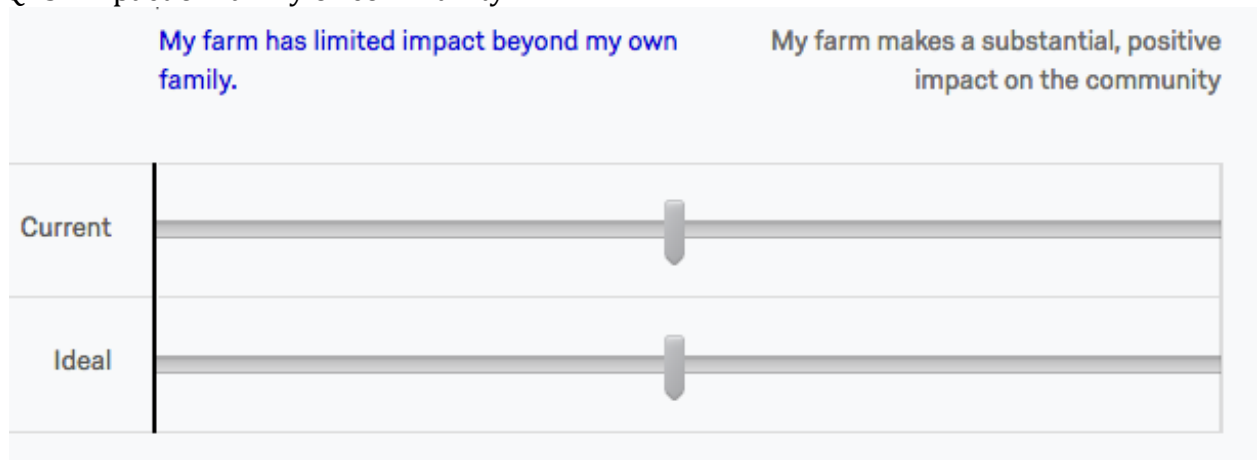 My farm has limited impact beyond my own
family.
My farm makes a substantial, positive
impact on the community
Current
Ideal